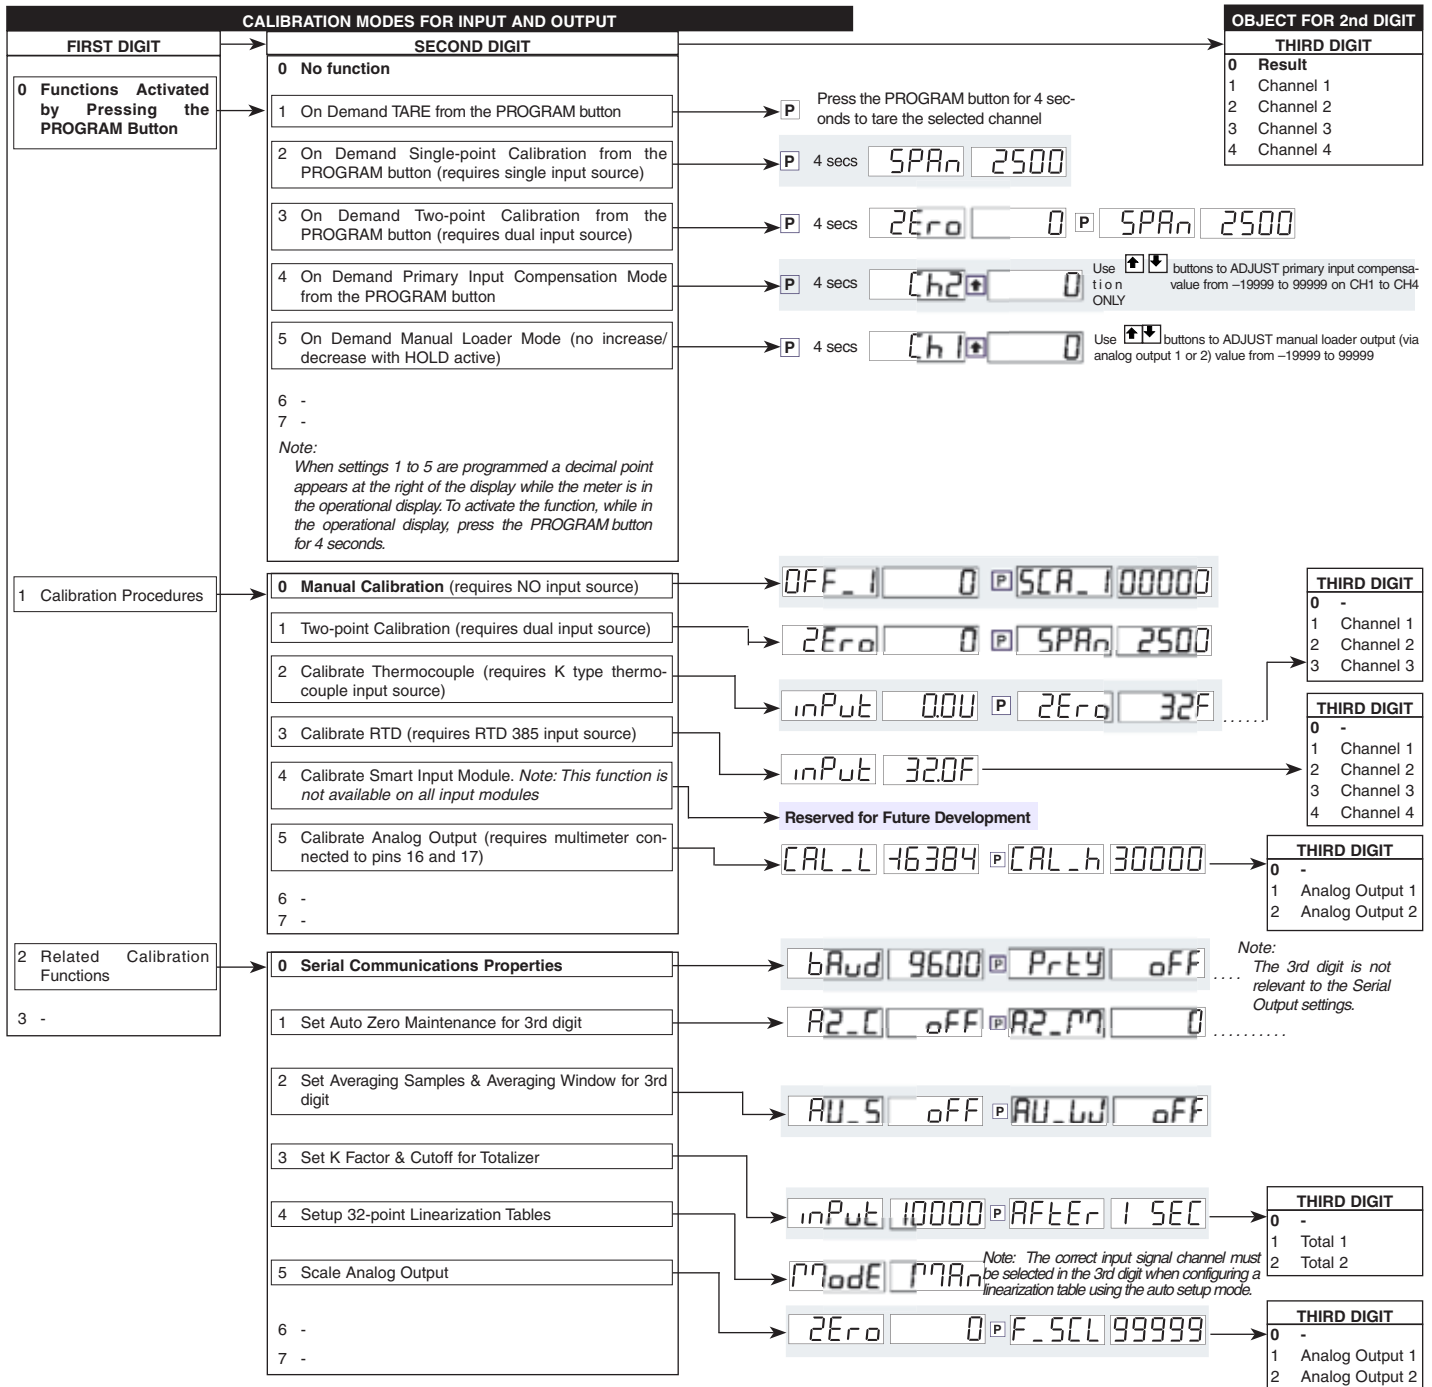 CALIBRATION MODES FOR INPUT AND OUTPUT
OBJECT FOR 2nd DIGIT
FIRST DIGIT
SECOND DIGIT
THIRD DIGIT
0 Result
1 Channel 1
2 Channel 2
3 Channel 3
4 Channel 4
0 Functions Activated
by Pressing the
PROGRAM Button
0 No function
1 On Demand TARE from the PROGRAM button
P Press the PROGRAM button for 4 sec-
onds to tare the selected channel
2 On Demand Single-point Calibration from the
PROGRAM button (requires single input source)
P 4 secs SPAn 2500
3 On Demand Two-point Calibration from the
PROGRAM button (requires dual input source)
P 4 secs 2Ero 0 P SPAn 2500
4 On Demand Primary Input Compensation Mode
from the PROGRAM button
P 4 secs Ch2 0
Use buttons to ADJUST primary input compensa-
tion value from –19999 to 99999 on CH1 to CH4
ONLY
5 On Demand Manual Loader Mode (no increase/
decrease with HOLD active)
P 4 secs Ch1 0
Use buttons to ADJUST manual loader output (via
analog output 1 or 2) value from –19999 to 99999
6 -
7 -
Note:
When settings 1 to 5 are programmed a decimal point
appears at the right of the display while the meter is in
the operational display. To activate the function, while in
the operational display, press the PROGRAM button
for 4 seconds.
1 Calibration Procedures
0 Manual Calibration (requires NO input source)
OFF_1 0 P SCA_1 00000
1 Two-point Calibration (requires dual input source)
2Ero 0 P SPAn 2500
2 Calibrate Thermocouple (requires K type thermo-
couple input source)
inPut 0.0U P 2Ero 32F ......
THIRD DIGIT
0 -
1 Channel 1
2 Channel 2
3 Channel 3
3 Calibrate RTD (requires RTD 385 input source)
inPut 32.0F
THIRD DIGIT
0 -
1 Channel 1
2 Channel 2
3 Channel 3
4 Channel 4
4 Calibrate Smart Input Module. Note: This function is
not available on all input modules
Reserved for Future Development
5 Calibrate Analog Output (requires multimeter con-
nected to pins 16 and 17)
CAL_L -16384 P CAL_h 30000
THIRD DIGIT
0 -
1 Analog Output 1
2 Analog Output 2
6 -
7 -
2 Related Calibration
Functions
3 -
0 Serial Communications Properties
bAud 9600 P PrtY oFF ....
Note:
The 3rd digit is not
relevant to the Serial
Output settings.
1 Set Auto Zero Maintenance for 3rd digit
A2_C oFF P A2_M 0 ..........
2 Set Averaging Samples & Averaging Window for 3rd
digit
AU_S oFF P AU_W oFF
3 Set K Factor & Cutoff for Totalizer
inPut 10000 P AFtEr 1 SEC
THIRD DIGIT
0 -
1 Total 1
2 Total 2
4 Setup 32-point Linearization Tables
ModE MAn
Note: The correct input signal channel must
be selected in the 3rd digit when configuring a
linearization table using the auto setup mode.
5 Scale Analog Output
2Ero 0 P F_SCL 99999
THIRD DIGIT
0 -
1 Analog Output 1
2 Analog Output 2
6 -
7 -